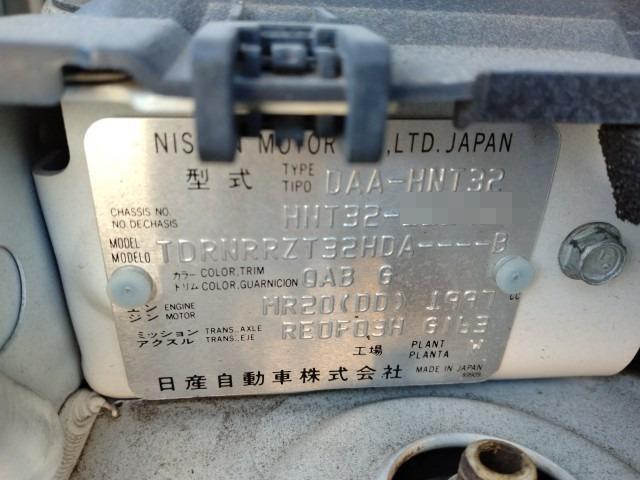 NISSAN MOTOR CO.,LTD. JAPAN
型式 TYPE TIPO DAA-HNT32
CHASSIS NO. NO.DECHASIS HNT32-
MODEL MODELO TDRNRRZT32HDA----B
カラー COLOR,TRIM トリム COLOR,GUARNICION QAB G
エンジン ENGINE MOTOR MR20(DD) 1997 cc
ミッション アクスル TRANS.,AXLE TRANS.,EJE RE0F09H G163
工場 PLANT PLANTA W
日産自動車株式会社 MADE IN JAPAN